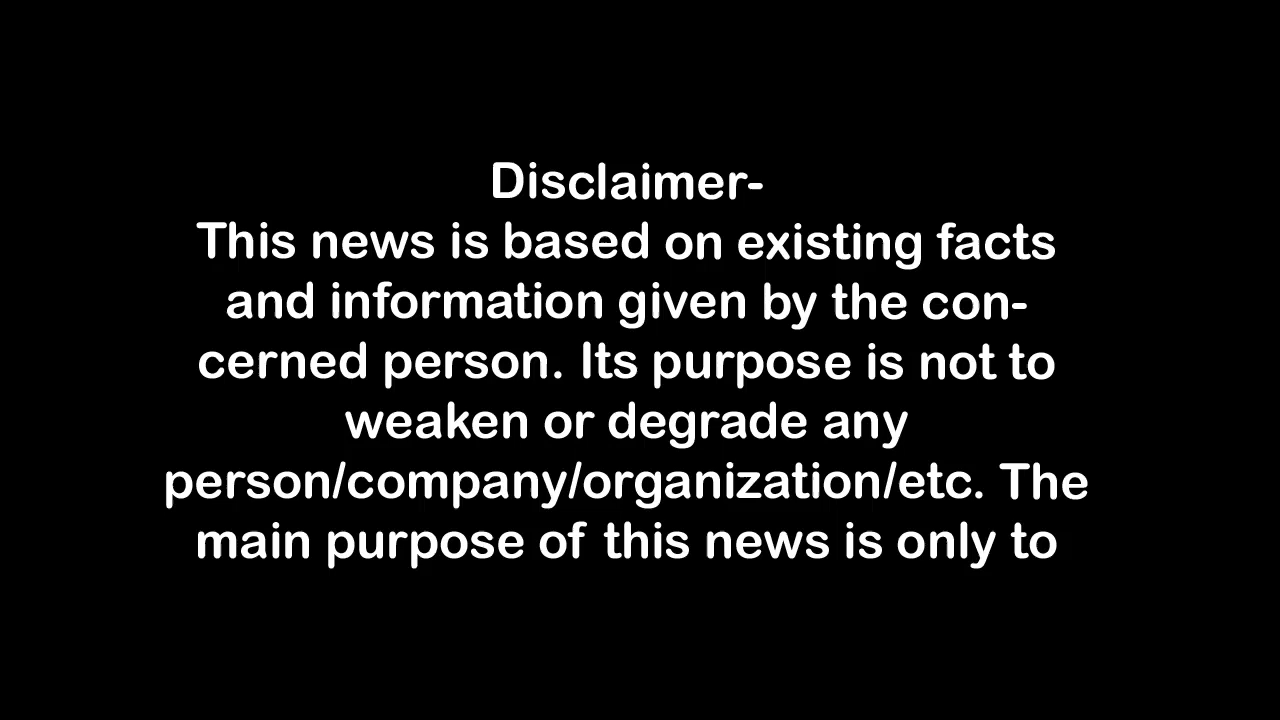 Disclaimer-
This news is based on existing facts
and information given by the con-
cerned person. Its purpose is not to
weaken or degrade any
person/company/organization/etc. The
main purpose of this news is only to